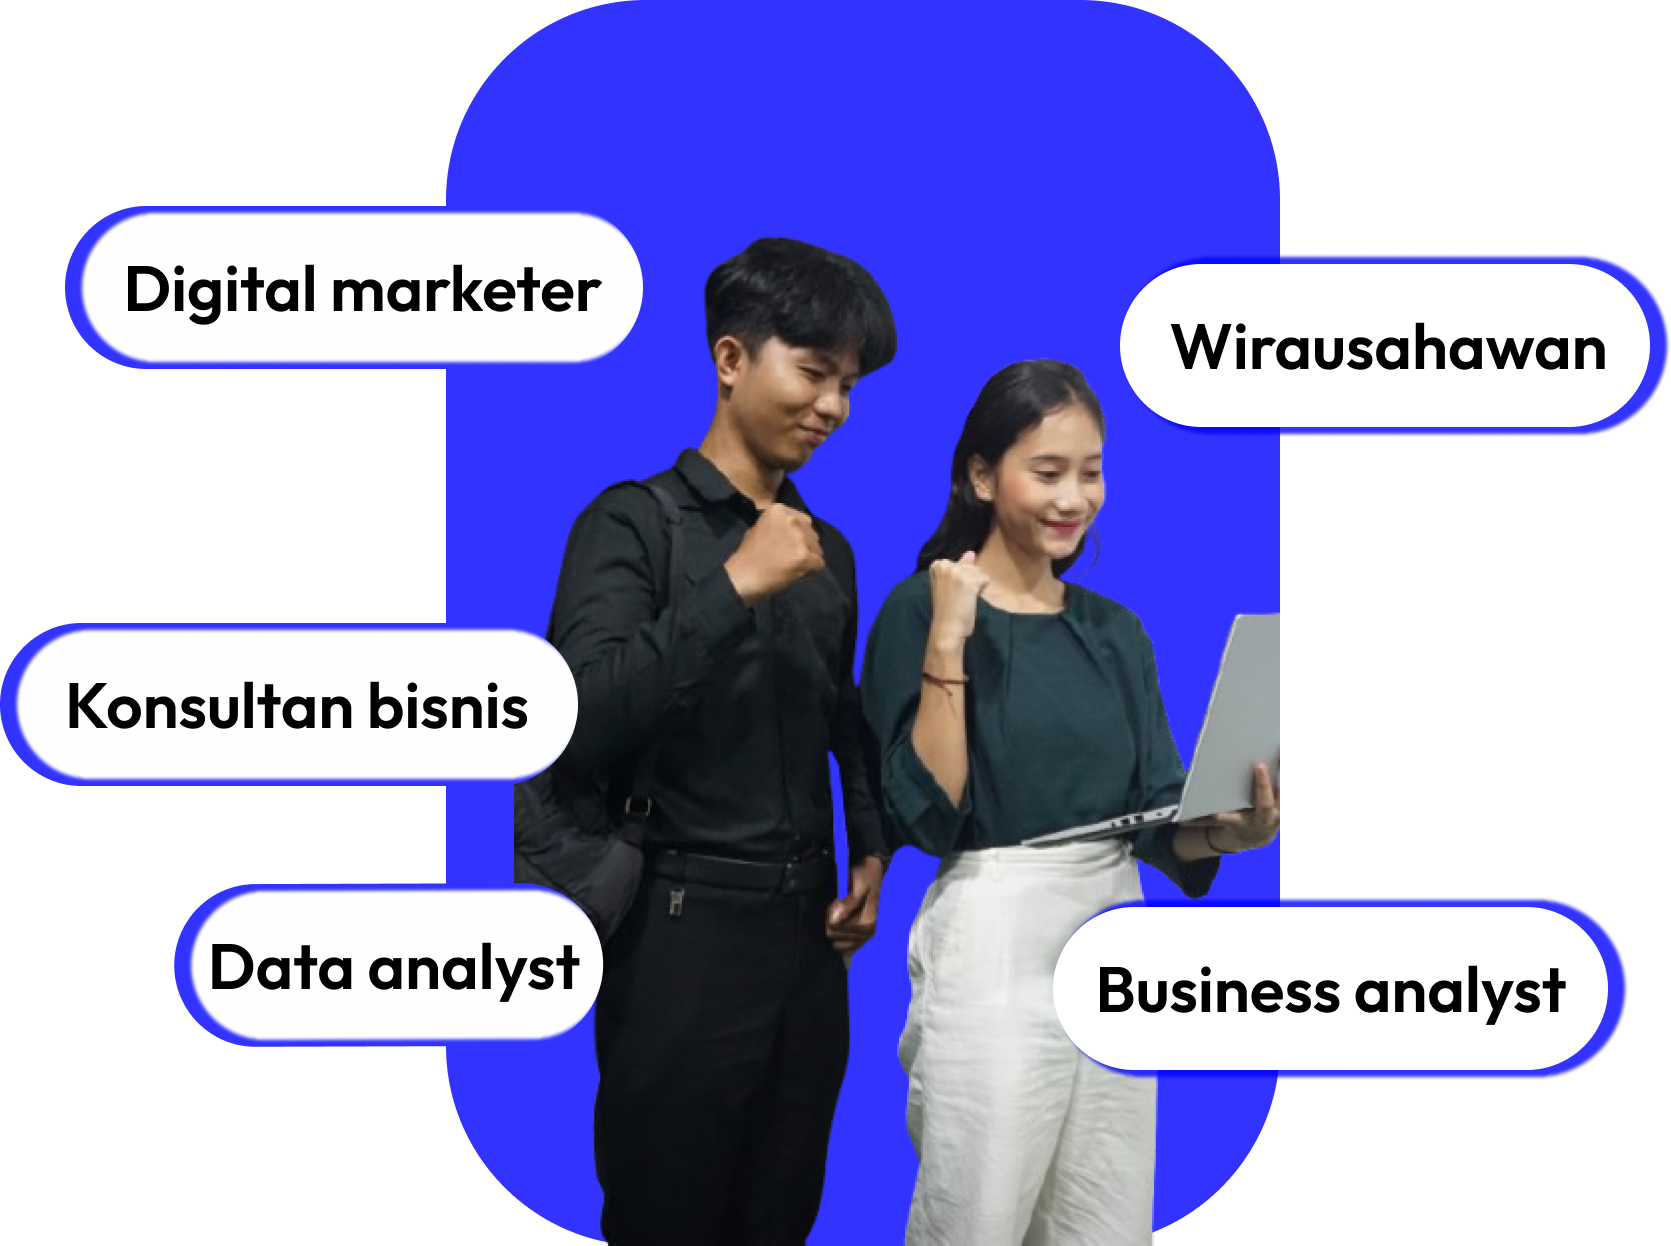 Digital marketer
Wirausahawan
Konsultan bisnis
Data analyst
Business analyst